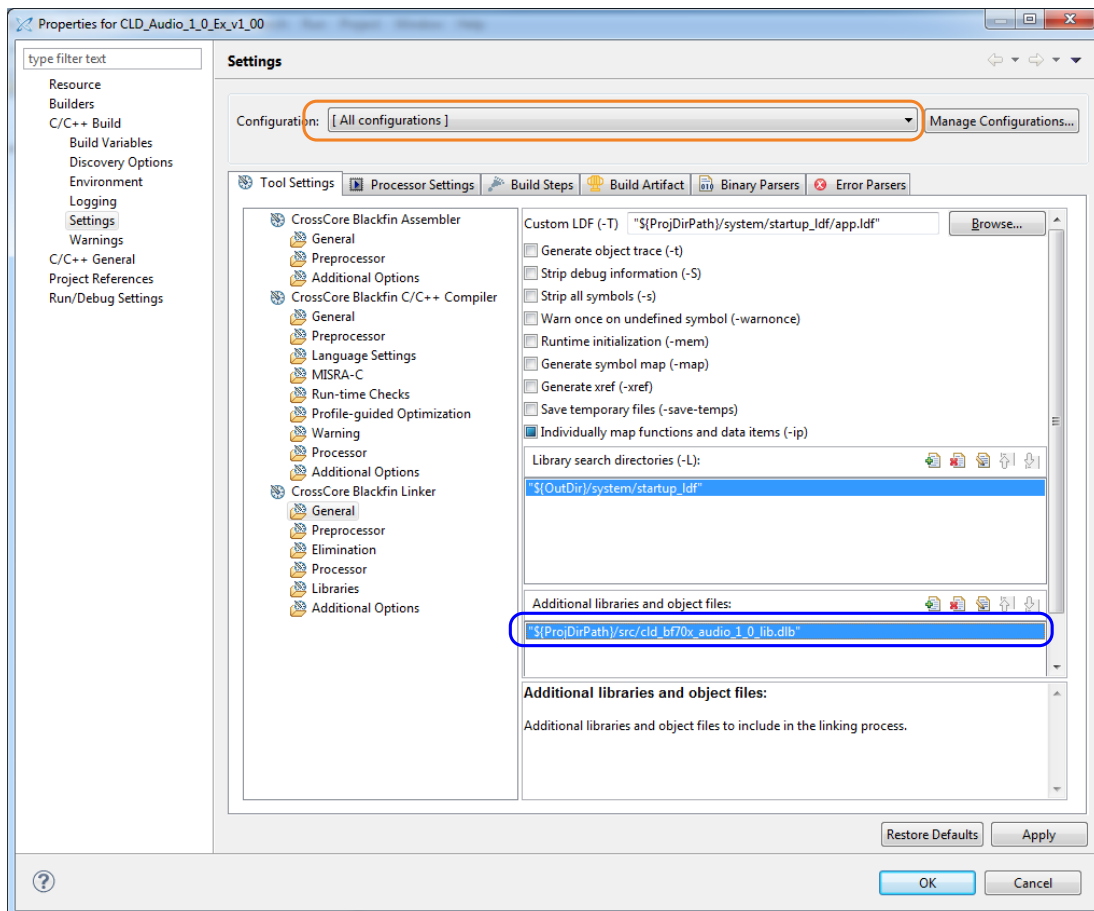 Properties for CLD_Audio_1_0_Ex_v1_00
type filter text
Resource
Builders
C/C++ Build
Build Variables
Discovery Options
Environment
Logging
Settings
Warnings
C/C++ General
Project References
Run/Debug Settings
Settings
Configuration: [ All configurations ] Manage Configurations...
Tool Settings Processor Settings Build Steps Build Artifact Binary Parsers Error Parsers
CrossCore Blackfin Assembler
General
Preprocessor
Additional Options
CrossCore Blackfin C/C++ Compiler
General
Preprocessor
Language Settings
MISRA-C
Run-time Checks
Profile-guided Optimization
Warning
Processor
Additional Options
CrossCore Blackfin Linker
General
Preprocessor
Elimination
Processor
Libraries
Additional Options
Custom LDF (-T) "${ProjDirPath}/system/startup_ldf/app.ldf" Browse...
Generate object trace (-t)
Strip debug information (-S)
Strip all symbols (-s)
Warn once on undefined symbol (-warnonce)
Runtime initialization (-mem)
Generate symbol map (-map)
Generate xref (-xref)
Save temporary files (-save-temps)
Individually map functions and data items (-ip)
Library search directories (-L):
"${OutDir}/system/startup_ldf"
Additional libraries and object files:
"${ProjDirPath}/src/cld_bf70x_audio_1_0_lib.dlb"
Additional libraries and object files:
Additional libraries and object files to include in the linking process.
Restore Defaults Apply
OK Cancel